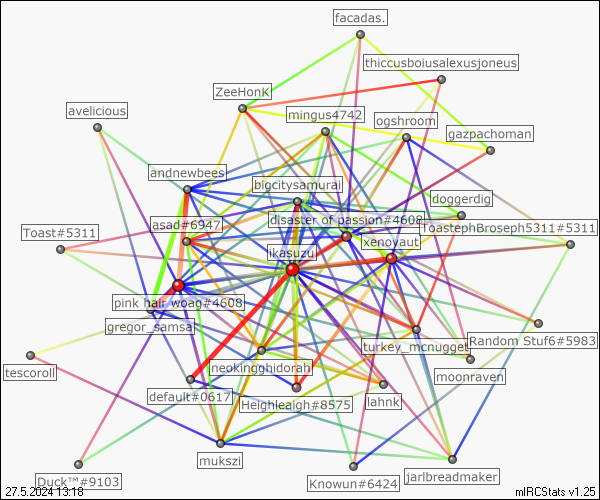 facadas.
thiccusboiusalexusjoneus
ZeeHonK
avelicious
mingus4742
ogshroom
gazpachoman
andnewbees
bigcitysamurai
doggerdig
disaster of passion#4608
asad#6947
Toast#5311
ToastephBroseph5311#5311
xenoyaut
ikasuzu
pink hair woag#4608
gregor_samsa
Random Stuf6#5983
turkey_mcnugget
tescoroll
neokingghidorah
moonraven
default#0617
Heighleaigh#8575
lahnk
mukszi
Duck™#9103
Knowun#6424
jarlbreadmaker
27.5.2024 13:18
mIRCStats v1.25